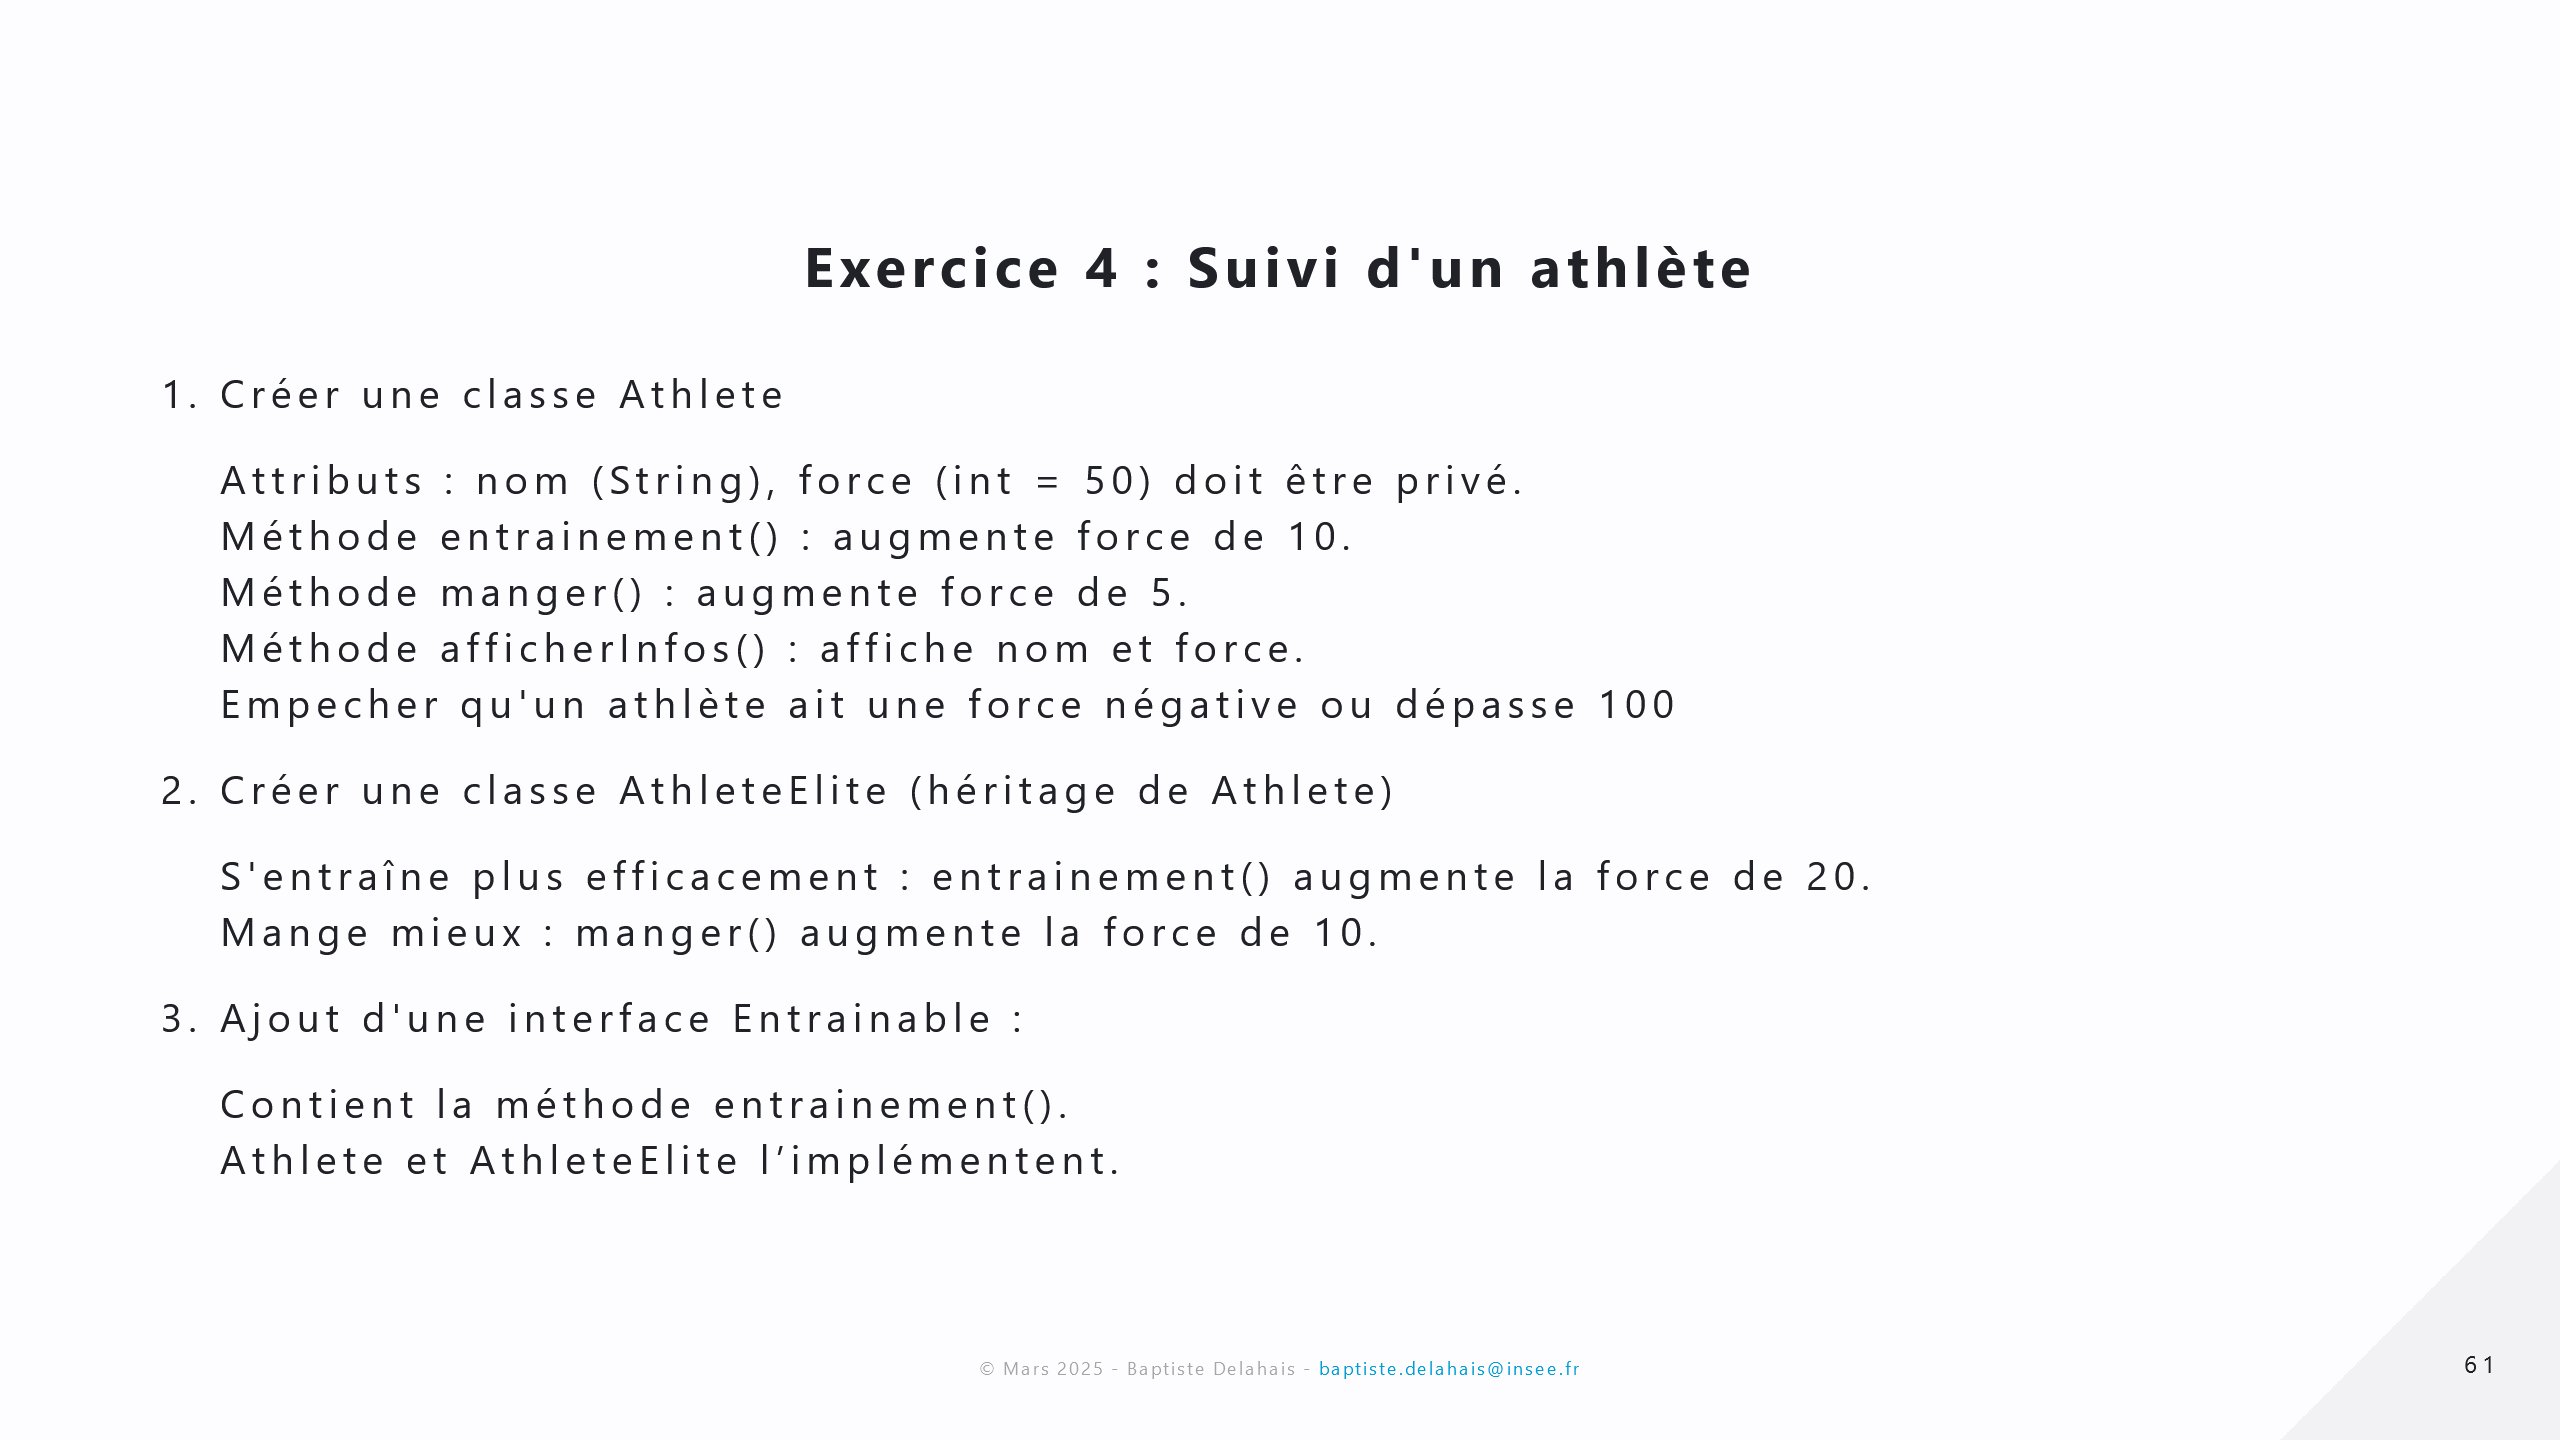 Exercice 4 : Suivi d'un athlète
1. Créer une classe Athlete
Attributs : nom (String), force (int = 50) doit être privé.
Méthode entrainement() : augmente force de 10.
Méthode manger() : augmente force de 5.
Méthode afficherInfos() : affiche nom et force.
Empecher qu'un athlète ait une force négative ou dépasse 100
2. Créer une classe AthleteElite (héritage de Athlete)
S'entraîne plus efficacement : entrainement() augmente la force de 20.
Mange mieux : manger() augmente la force de 10.
3. Ajout d'une interface Entrainable :
Contient la méthode entrainement().
Athlete et AthleteElite l’implémentent.
© Mars 2025 - Baptiste Delahais - baptiste.delahais@insee.fr
61